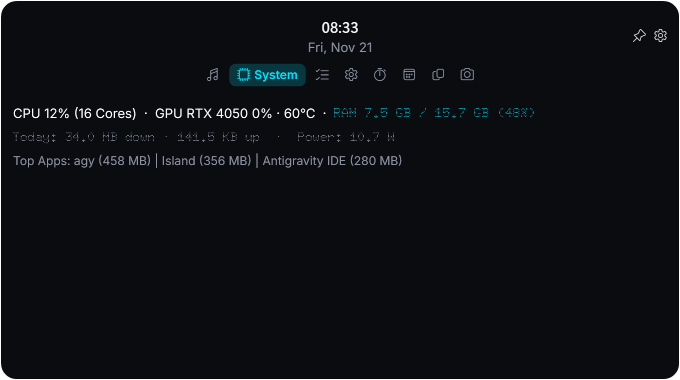 08:33
Fri, Nov 21
System
CPU 12% (16 Cores) · GPU RTX 4050 0% · 60°C · RAM 7.5 GB / 15.7 GB (48%)
Today: 34.0 MB down · 141.5 KB up · Power: 10.7 W
Top Apps: agy (458 MB) | Island (356 MB) | Antigravity IDE (280 MB)